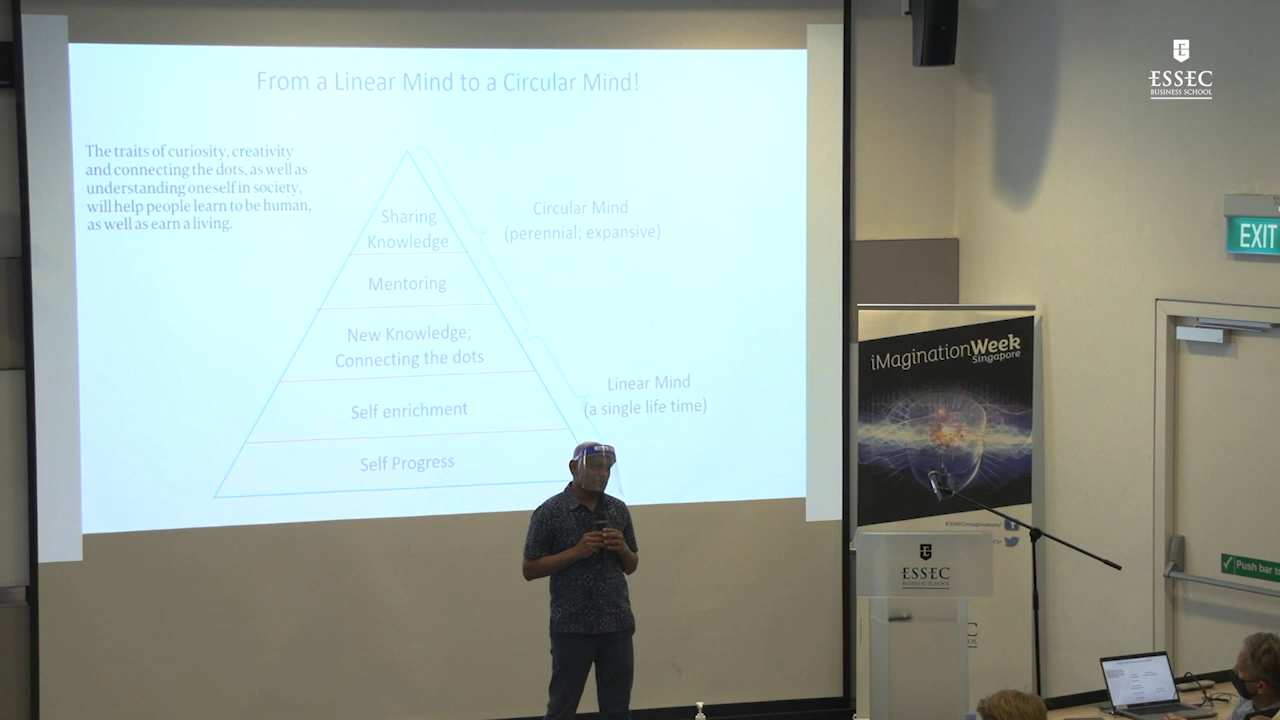 From a Linear Mind to a Circular Mind!
The traits of curiosity, creativity
and connecting the dots, as well as
understanding oneself in society,
will help people learn to be human,
as well as earn a living.
Sharing
Knowledge
Mentoring
New Knowledge;
Connecting the dots
Self enrichment
Self Progress
Circular Mind
(perennial; expansive)
Linear Mind
(a single life time)
ESSEC
BUSINESS SCHOOL
EXIT
iMaginationWeek
Singapore
ESSEC
BUSINESS SCHOOL
Push bar